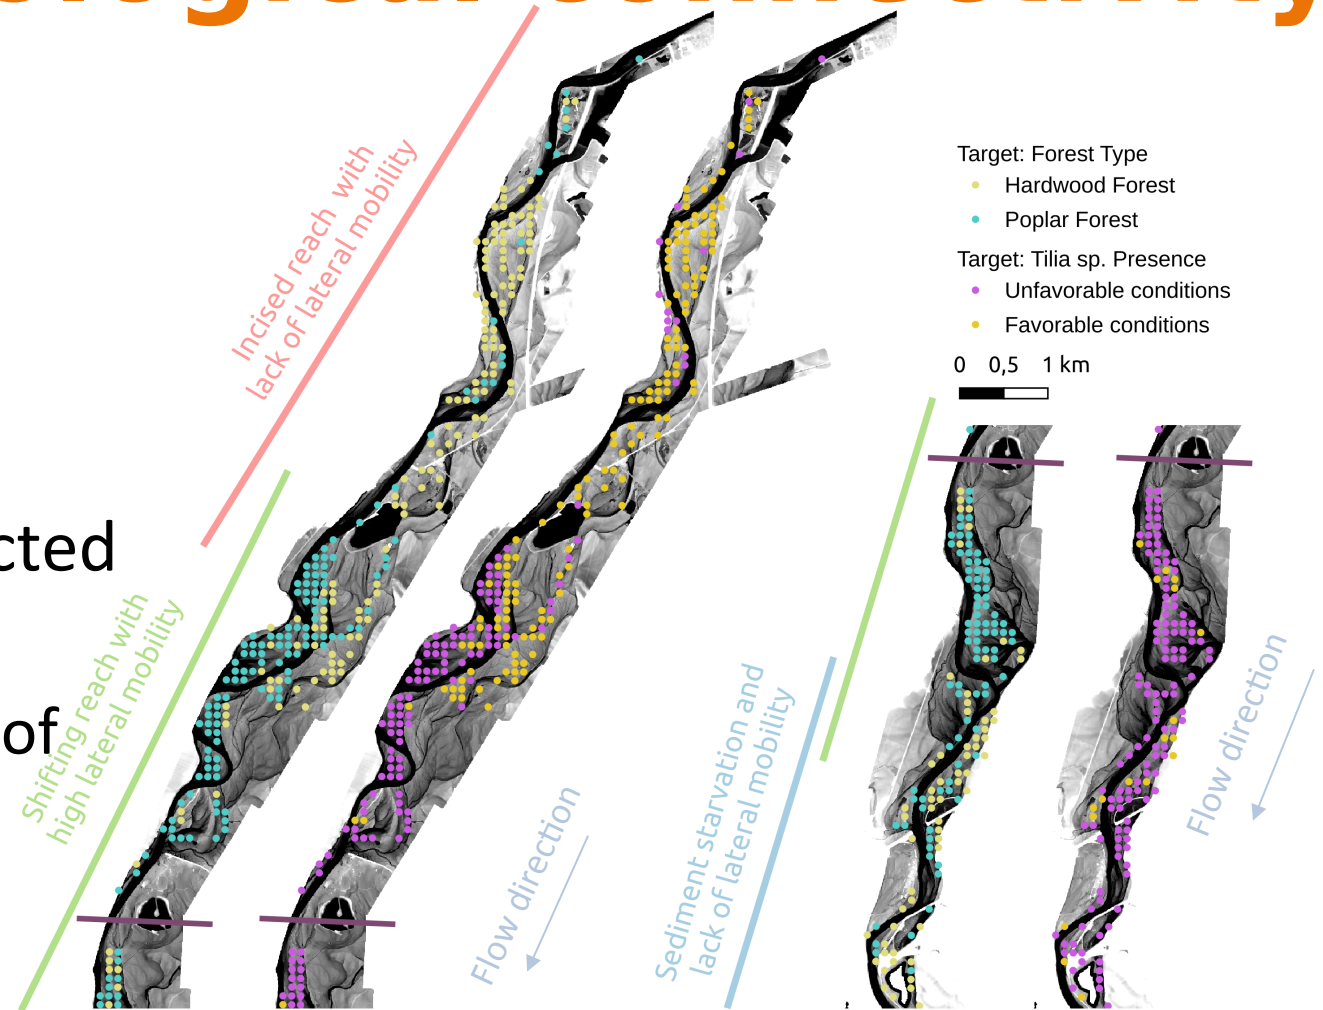 ological connectivity
Incised reach with
lack of lateral mobility
Target: Forest Type
Hardwood Forest
Poplar Forest
Target: Tilia sp. Presence
Unfavorable conditions
Favorable conditions
0 0,5 1 km
cted
of
Shifting reach with
high lateral mobility
Flow direction
Sediment starvation and
lack of lateral mobility
Flow direction